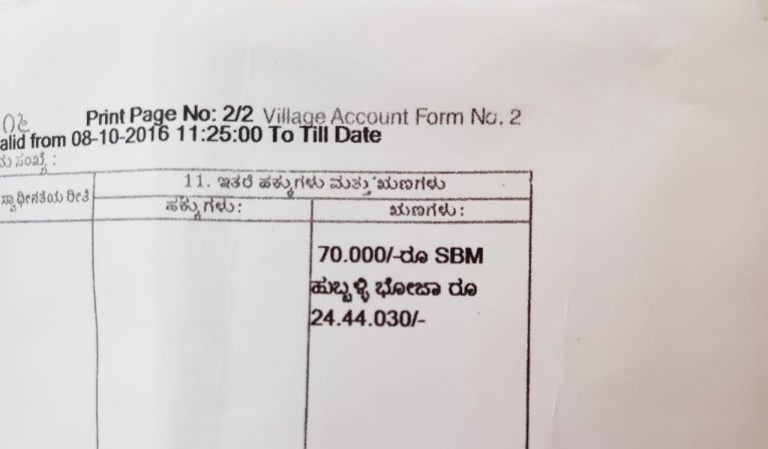 Print Page No: 2/2 Village Account Form No. 2
alid from 08-10-2016 11:25:00 To Till Date
ಸಂಖ್ಯೆ :
11. ಇತರೆ ಹಕ್ಕುಗಳು ಮತ್ತು ಋಣಗಳು
ಸ್ವಾಧೀನತೆಯ ರೀತಿ
ಹಕ್ಕುಗಳು:
ಋಣಗಳು:
70.000/-ರೂ SBM
ಹುಬ್ಬಳ್ಳಿ ಭೋಜಾ ರೂ
24.44.030/-